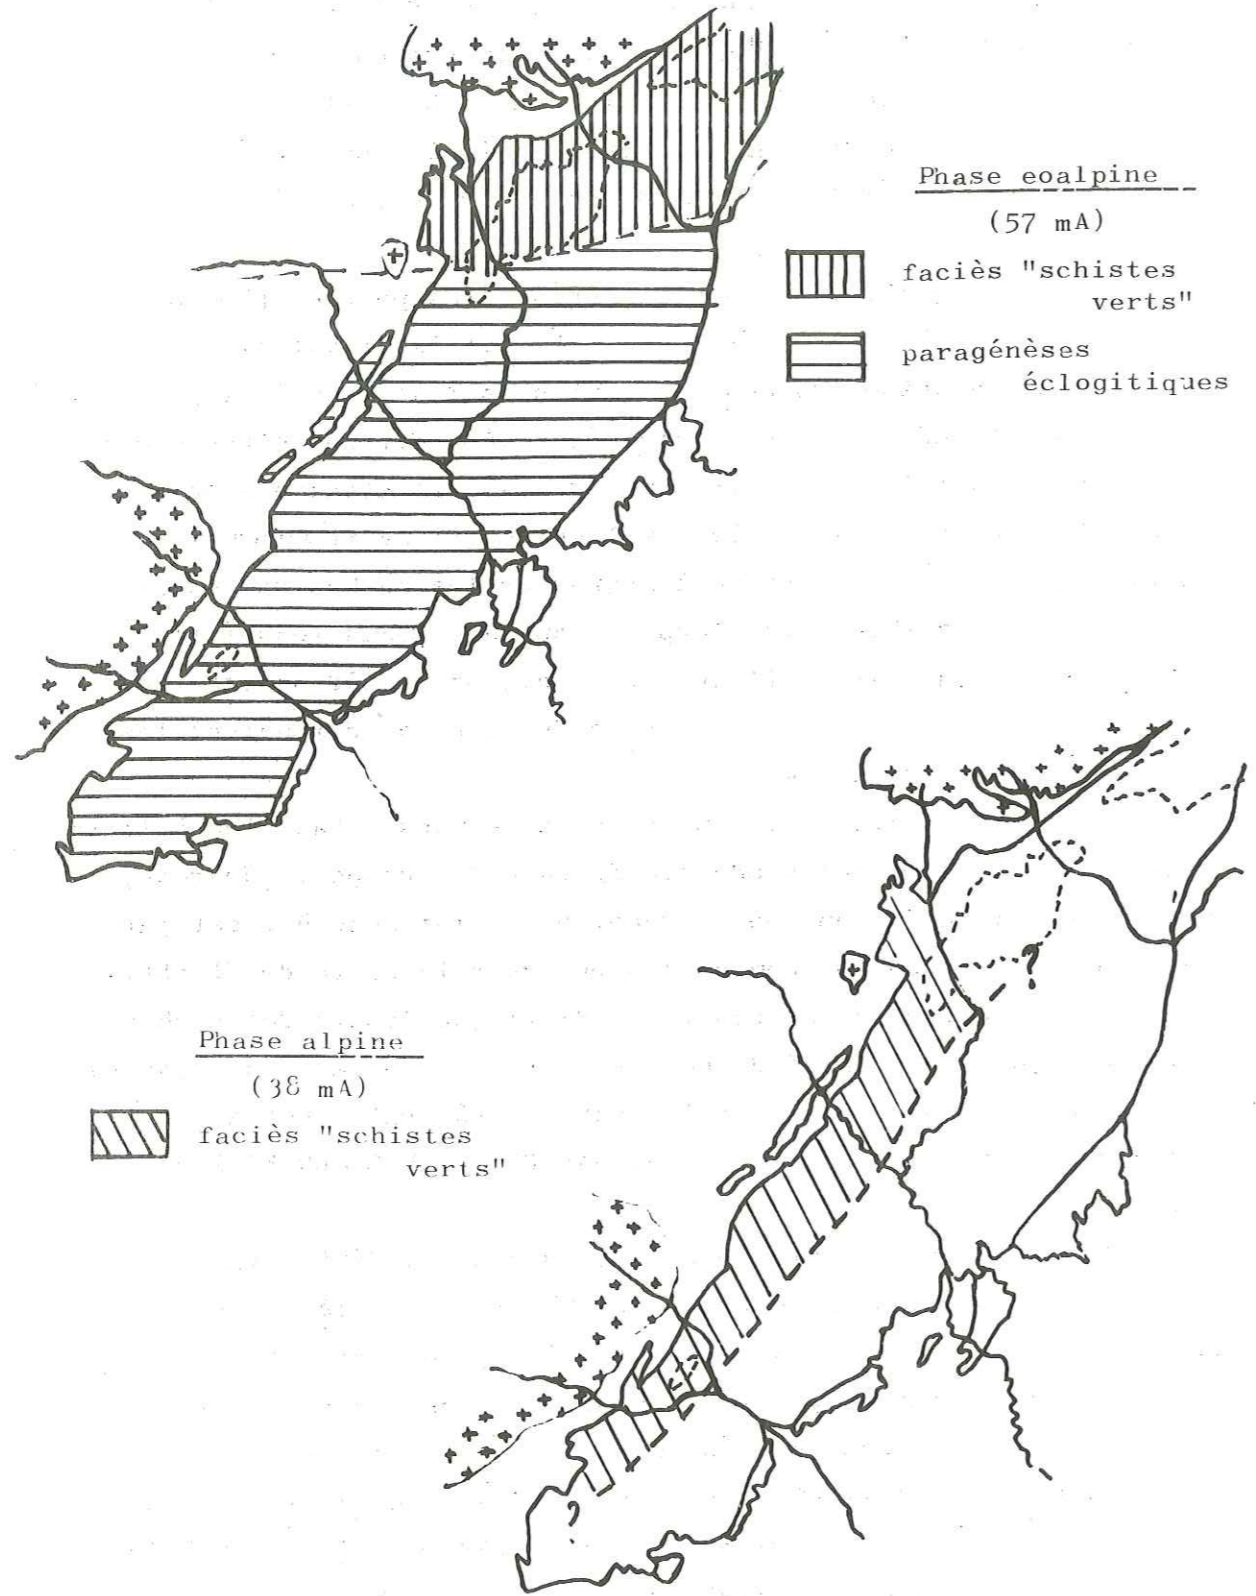 Phase eoalpine
(57 mA)
faciès "schistes
verts"
paragénèses
éclogitiques
Phase alpine
(38 mA)
faciès "schistes
verts"
?
?